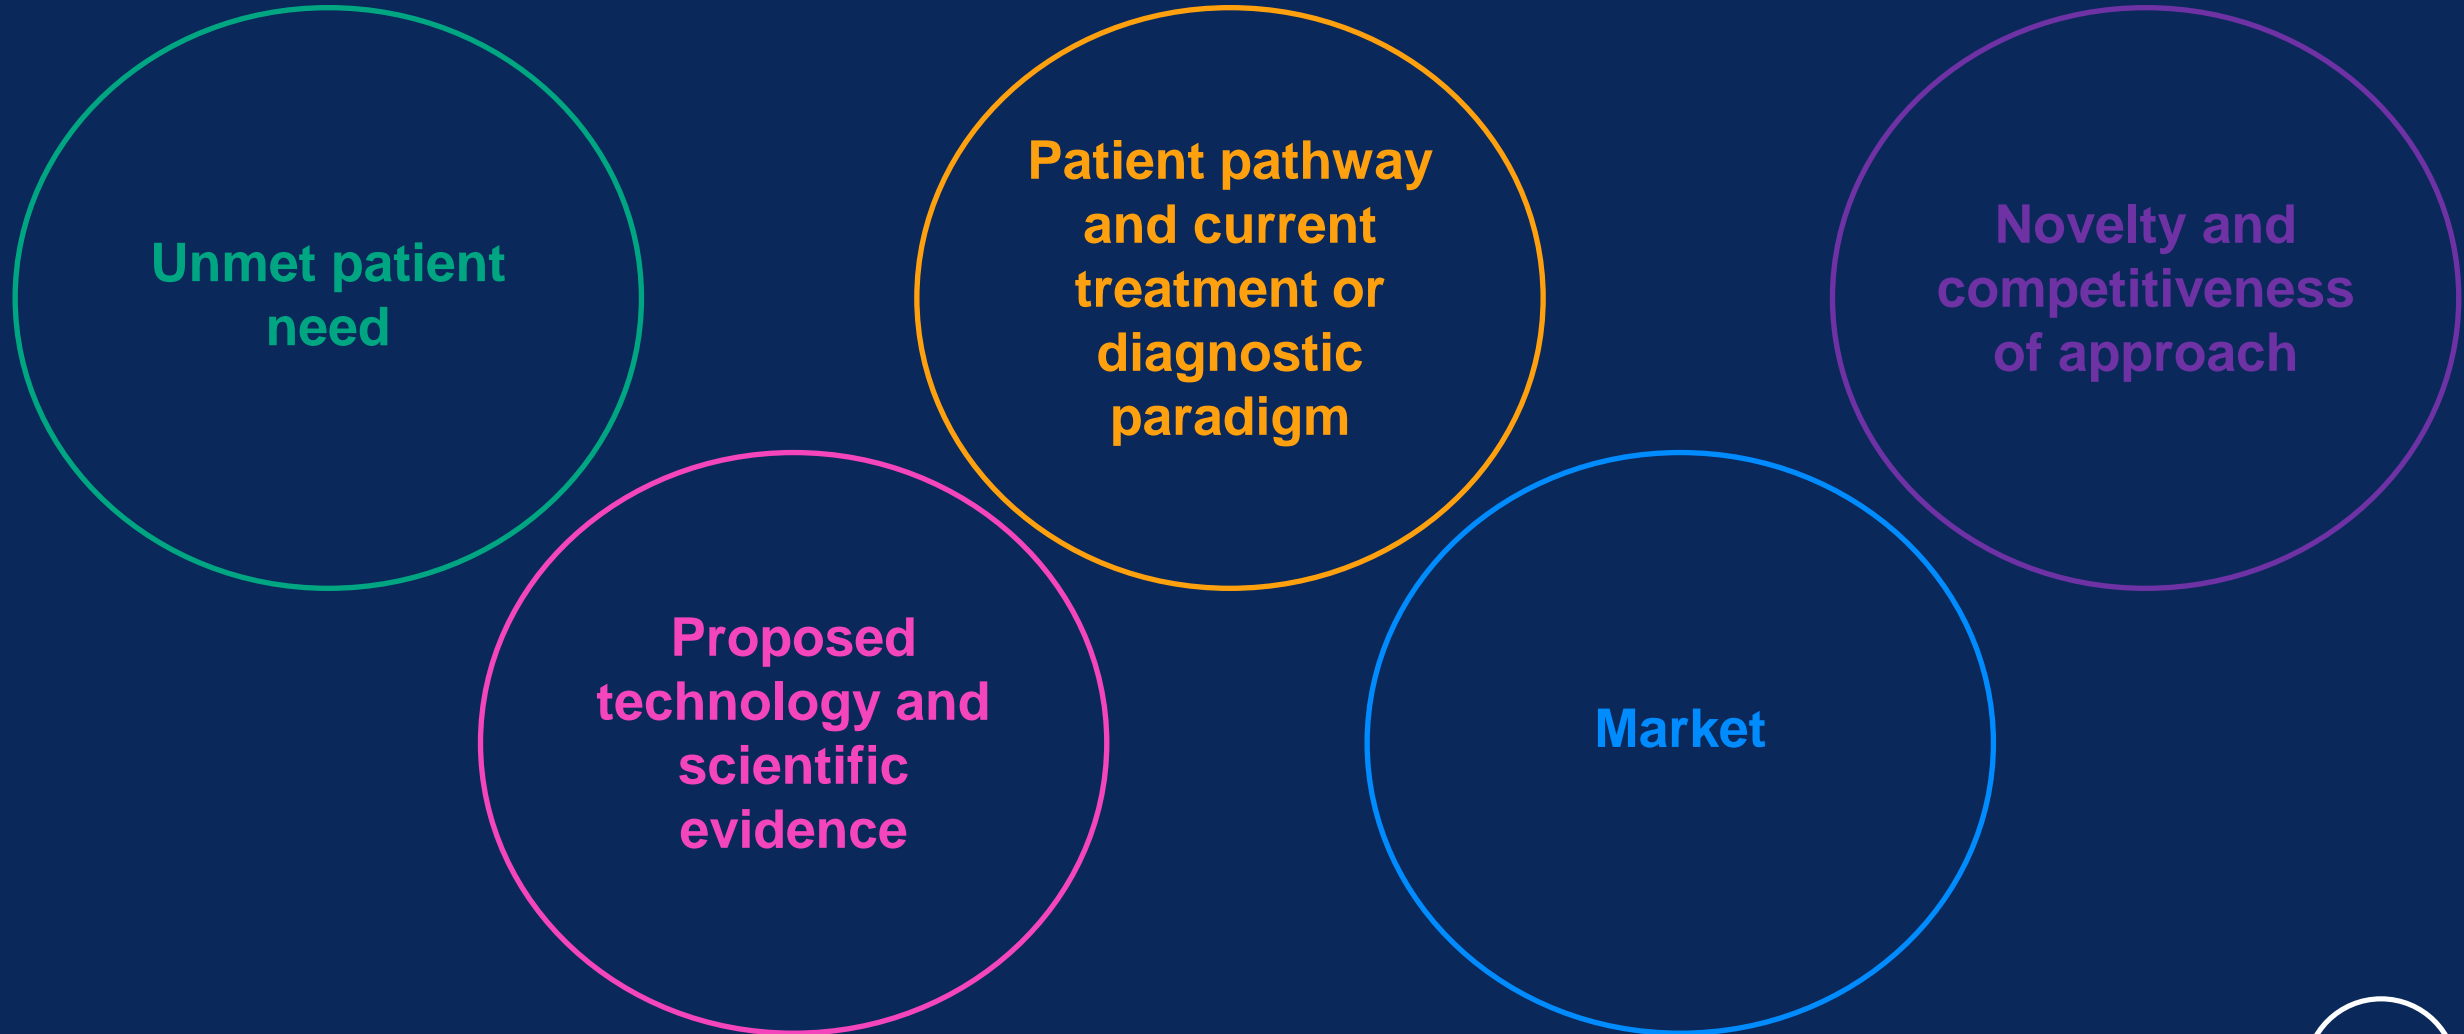 Unmet patient
need
Proposed
technology and
scientific
evidence
Patient pathway
and current
treatment or
diagnostic
paradigm
Market
Novelty and
competitiveness
of approach